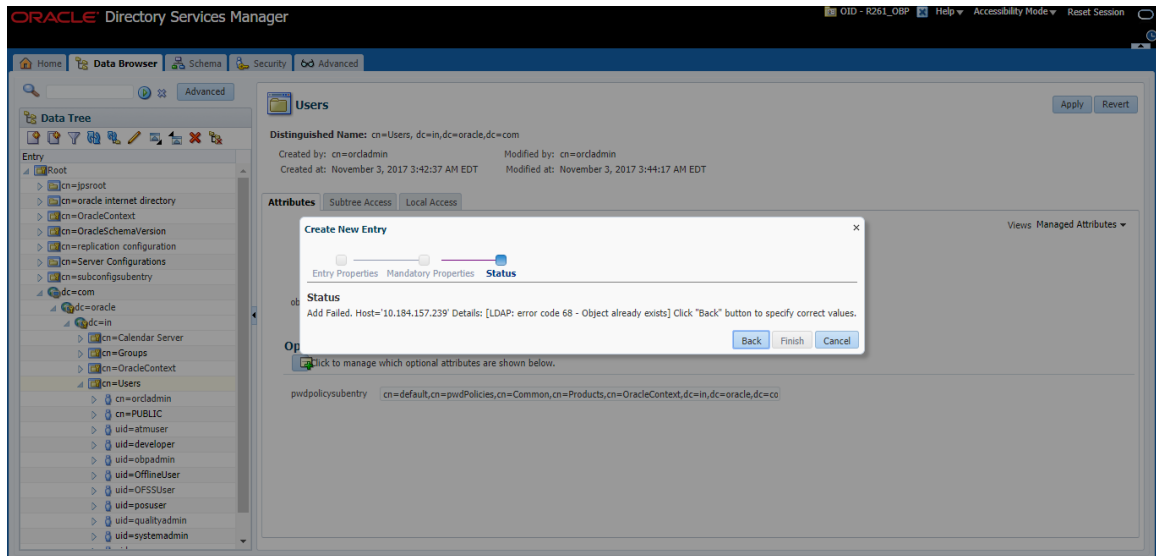 ORACLE Directory Services Manager
OID - R261_OBP Help Accessibility Mode Reset Session
Home Data Browser Schema Security Advanced
Advanced
Data Tree
Entry
Root
cn=jpsroot
cn=oracle internet directory
cn=OracleContext
cn=OracleSchemaVersion
cn=replication configuration
cn=Server Configurations
cn=subconfigsubentry
dc=com
dc=oracle
dc=in
cn=Calendar Server
cn=Groups
cn=OracleContext
cn=Users
cn=orcladmin
cn=PUBLIC
uid=atmuser
uid=developer
uid=obpadmin
uid=OfflineUser
uid=OFSSUser
uid=posuser
uid=qualityadmin
uid=systemadmin
Users
Apply Revert
Distinguished Name: cn=Users, dc=in,dc=oracle,dc=com
Created by: cn=orcladmin Modified by: cn=orcladmin
Created at: November 3, 2017 3:42:37 AM EDT Modified at: November 3, 2017 3:44:17 AM EDT
Attributes Subtree Access Local Access
Views Managed Attributes
Create New Entry
Entry Properties Mandatory Properties Status
ob
Status
Add Failed. Host='10.184.157.239' Details: [LDAP: error code 68 - Object already exists] Click "Back" button to specify correct values.
Back Finish Cancel
Op
Click to manage which optional attributes are shown below.
pwdpolicysubentry cn=default,cn=pwdPolicies,cn=Common,cn=Products,cn=OracleContext,dc=in,dc=oracle,dc=co